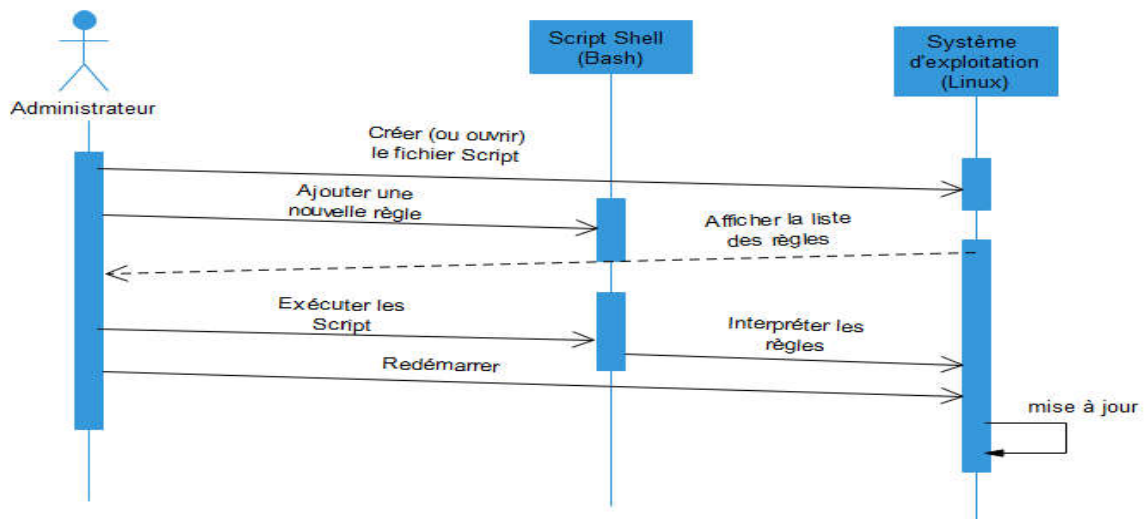 Script Shell
(Bash)
Système
d'exploitation
(Linux)
Administrateur
Créer (ou ouvrir)
le fichier Script
Ajouter une
nouvelle règle
Afficher la liste
des règles
Exécuter les
Script
Interpréter les
règles
Redémarrer
mise à jour